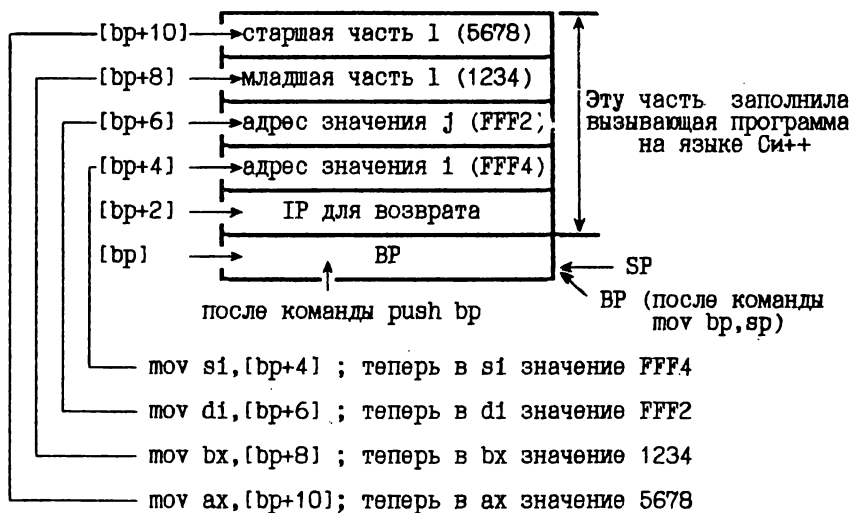 [bp+10] старшая часть l (5678)
[bp+8] младшая часть l (1234)
[bp+6] адрес значения j (FFF2)
[bp+4] адрес значения i (FFF4)
[bp+2] IP для возврата
[bp] BP
Эту часть заполнила
вызывающая программа
на языке Си++
SP
BP (после команды
mov bp,sp)
после команды push bp
mov si,[bp+4] ; теперь в si значение FFF4
mov di,[bp+6] ; теперь в di значение FFF2
mov bx,[bp+8] ; теперь в bx значение 1234
mov ax,[bp+10]; теперь в ax значение 5678